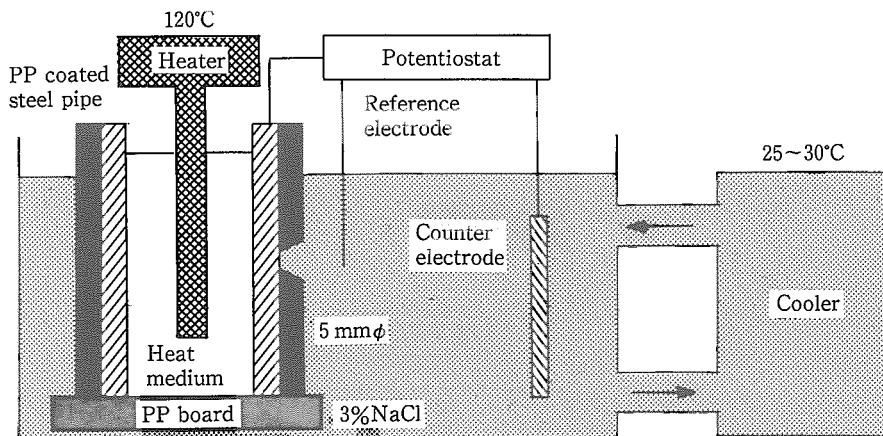 120°C
Heater
PP coated
steel pipe
Potentiostat
Reference
electrode
25~30°C
Counter
electrode
Cooler
5 mmϕ
Heat
medium
PP board
3%NaCl